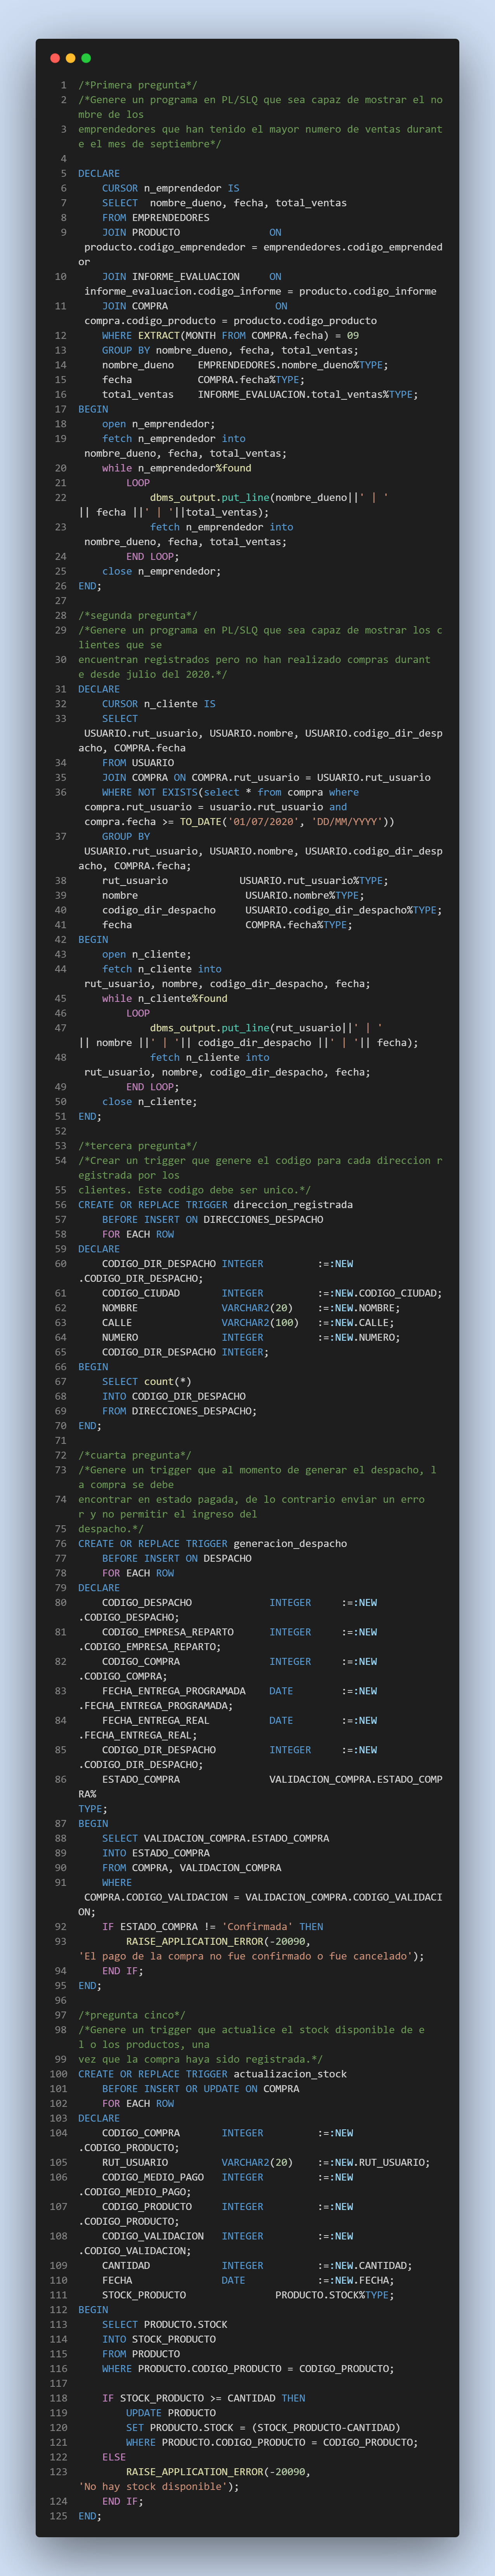 1 /*Primera pregunta*/
2 /*Genere un programa en PL/SLQ que sea capaz de mostrar el no
mbre de los
3 emprendedores que han tenido el mayor numero de ventas durant
e el mes de septiembre*/
4
5 DECLARE
6 CURSOR n_emprendedor IS
7 SELECT  nombre_dueno, fecha, total_ventas
8 FROM EMPRENDEDORES
9 JOIN PRODUCTO               ON
producto.codigo_emprendedor = emprendedores.codigo_emprended
or
10 JOIN INFORME_EVALUACION     ON
informe_evaluacion.codigo_informe = producto.codigo_informe
11 JOIN COMPRA                  ON
compra.codigo_producto = producto.codigo_producto
12 WHERE EXTRACT(MONTH FROM COMPRA.fecha) = 09
13 GROUP BY nombre_dueno, fecha, total_ventas;
14 nombre_dueno    EMPRENDEDORES.nombre_dueno%TYPE;
15 fecha           COMPRA.fecha%TYPE;
16 total_ventas    INFORME_EVALUACION.total_ventas%TYPE;
17 BEGIN
18 open n_emprendedor;
19 fetch n_emprendedor into
nombre_dueno, fecha, total_ventas;
20 while n_emprendedor%found
21 LOOP
22 dbms_output.put_line(nombre_dueno||' | '
|| fecha ||' | '||total_ventas);
23 fetch n_emprendedor into
nombre_dueno, fecha, total_ventas;
24 END LOOP;
25 close n_emprendedor;
26 END;
27
28 /*segunda pregunta*/
29 /*Genere un programa en PL/SLQ que sea capaz de mostrar los c
lientes que se
30 encuentran registrados pero no han realizado compras durant
e desde julio del 2020.*/
31 DECLARE
32 CURSOR n_cliente IS
33 SELECT
USUARIO.rut_usuario, USUARIO.nombre, USUARIO.codigo_dir_desp
acho, COMPRA.fecha
34 FROM USUARIO
35 JOIN COMPRA ON COMPRA.rut_usuario = USUARIO.rut_usuario
36 WHERE NOT EXISTS(select * from compra where
compra.rut_usuario = usuario.rut_usuario and
compra.fecha >= TO_DATE('01/07/2020', 'DD/MM/YYYY'))
37 GROUP BY
USUARIO.rut_usuario, USUARIO.nombre, USUARIO.codigo_dir_desp
acho, COMPRA.fecha;
38 rut_usuario            USUARIO.rut_usuario%TYPE;
39 nombre                  USUARIO.nombre%TYPE;
40 codigo_dir_despacho     USUARIO.codigo_dir_despacho%TYPE;
41 fecha                   COMPRA.fecha%TYPE;
42 BEGIN
43 open n_cliente;
44 fetch n_cliente into
rut_usuario, nombre, codigo_dir_despacho, fecha;
45 while n_cliente%found
46 LOOP
47 dbms_output.put_line(rut_usuario||' | '
|| nombre ||' | '|| codigo_dir_despacho ||' | '|| fecha);
48 fetch n_cliente into
rut_usuario, nombre, codigo_dir_despacho, fecha;
49 END LOOP;
50 close n_cliente;
51 END;
52
53 /*tercera pregunta*/
54 /*Crear un trigger que genere el codigo para cada direccion r
egistrada por los
55 clientes. Este codigo debe ser unico.*/
56 CREATE OR REPLACE TRIGGER direccion_registrada
57 BEFORE INSERT ON DIRECCIONES_DESPACHO
58 FOR EACH ROW
59 DECLARE
60 CODIGO_DIR_DESPACHO INTEGER         :=:NEW
.CODIGO_DIR_DESPACHO;
61 CODIGO_CIUDAD       INTEGER         :=:NEW.CODIGO_CIUDAD;
62 NOMBRE              VARCHAR2(20)    :=:NEW.NOMBRE;
63 CALLE               VARCHAR2(100)   :=:NEW.CALLE;
64 NUMERO              INTEGER         :=:NEW.NUMERO;
65 CODIGO_DIR_DESPACHO INTEGER;
66 BEGIN
67 SELECT count(*)
68 INTO CODIGO_DIR_DESPACHO
69 FROM DIRECCIONES_DESPACHO;
70 END;
71
72 /*cuarta pregunta*/
73 /*Genere un trigger que al momento de generar el despacho, l
a compra se debe
74 encontrar en estado pagada, de lo contrario enviar un erro
r y no permitir el ingreso del
75 despacho.*/
76 CREATE OR REPLACE TRIGGER generacion_despacho
77 BEFORE INSERT ON DESPACHO
78 FOR EACH ROW
79 DECLARE
80 CODIGO_DESPACHO             INTEGER     :=:NEW
.CODIGO_DESPACHO;
81 CODIGO_EMPRESA_REPARTO      INTEGER     :=:NEW
.CODIGO_EMPRESA_REPARTO;
82 CODIGO_COMPRA               INTEGER     :=:NEW
.CODIGO_COMPRA;
83 FECHA_ENTREGA_PROGRAMADA    DATE        :=:NEW
.FECHA_ENTREGA_PROGRAMADA;
84 FECHA_ENTREGA_REAL          DATE        :=:NEW
.FECHA_ENTREGA_REAL;
85 CODIGO_DIR_DESPACHO         INTEGER     :=:NEW
.CODIGO_DIR_DESPACHO;
86 ESTADO_COMPRA               VALIDACION_COMPRA.ESTADO_COMP
RA%
TYPE;
87 BEGIN
88 SELECT VALIDACION_COMPRA.ESTADO_COMPRA
89 INTO ESTADO_COMPRA
90 FROM COMPRA, VALIDACION_COMPRA
91 WHERE
COMPRA.CODIGO_VALIDACION = VALIDACION_COMPRA.CODIGO_VALIDACI
ON;
92 IF ESTADO_COMPRA != 'Confirmada' THEN
93 RAISE_APPLICATION_ERROR(-20090,
'El pago de la compra no fue confirmado o fue cancelado');
94 END IF;
95 END;
96
97 /*pregunta cinco*/
98 /*Genere un trigger que actualice el stock disponible de e
l o los productos, una
99 vez que la compra haya sido registrada.*/
100 CREATE OR REPLACE TRIGGER actualizacion_stock
101 BEFORE INSERT OR UPDATE ON COMPRA
102 FOR EACH ROW
103 DECLARE
104 CODIGO_COMPRA       INTEGER         :=:NEW
.CODIGO_PRODUCTO;
105 RUT_USUARIO         VARCHAR2(20)    :=:NEW.RUT_USUARIO;
106 CODIGO_MEDIO_PAGO   INTEGER         :=:NEW
.CODIGO_MEDIO_PAGO;
107 CODIGO_PRODUCTO     INTEGER         :=:NEW
.CODIGO_PRODUCTO;
108 CODIGO_VALIDACION   INTEGER         :=:NEW
.CODIGO_VALIDACION;
109 CANTIDAD            INTEGER         :=:NEW.CANTIDAD;
110 FECHA               DATE            :=:NEW.FECHA;
111 STOCK_PRODUCTO               PRODUCTO.STOCK%TYPE;
112 BEGIN
113 SELECT PRODUCTO.STOCK
114 INTO STOCK_PRODUCTO
115 FROM PRODUCTO
116 WHERE PRODUCTO.CODIGO_PRODUCTO = CODIGO_PRODUCTO;
117
118 IF STOCK_PRODUCTO >= CANTIDAD THEN
119 UPDATE PRODUCTO
120 SET PRODUCTO.STOCK = (STOCK_PRODUCTO-CANTIDAD)
121 WHERE PRODUCTO.CODIGO_PRODUCTO = CODIGO_PRODUCTO;
122 ELSE
123 RAISE_APPLICATION_ERROR(-20090,
'No hay stock disponible');
124 END IF;
125 END;